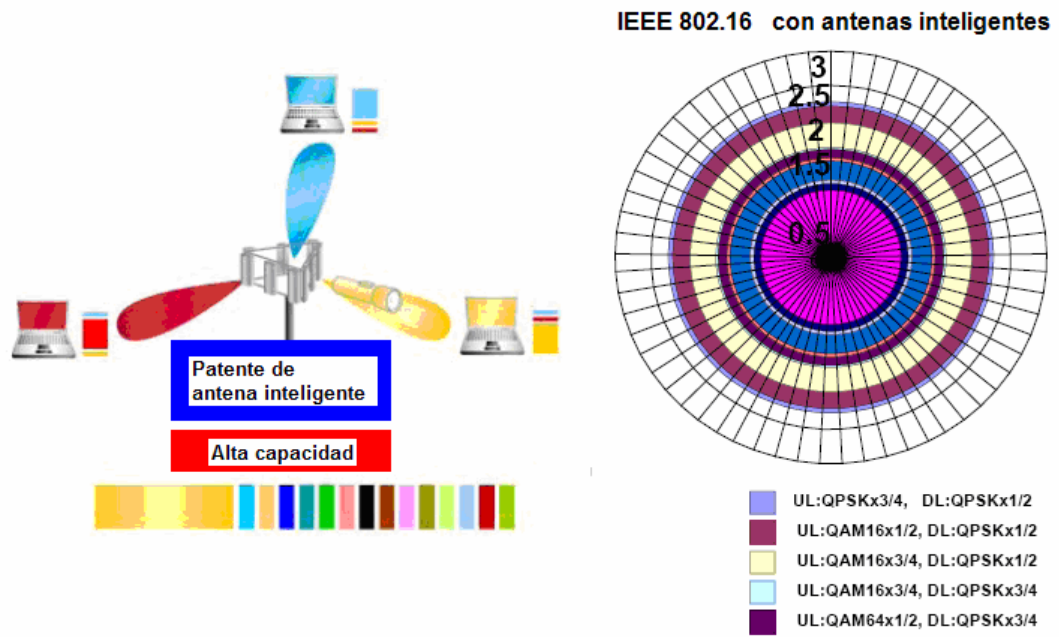 IEEE 802.16 con antenas inteligentes
3
2.5
2
1.5
0.5
Patente de
antena inteligente
Alta capacidad
UL:QPSKx3/4, DL:QPSKx1/2
UL:QAM16x1/2, DL:QPSKx1/2
UL:QAM16x3/4, DL:QPSKx1/2
UL:QAM16x3/4, DL:QPSKx3/4
UL:QAM64x1/2, DL:QPSKx3/4